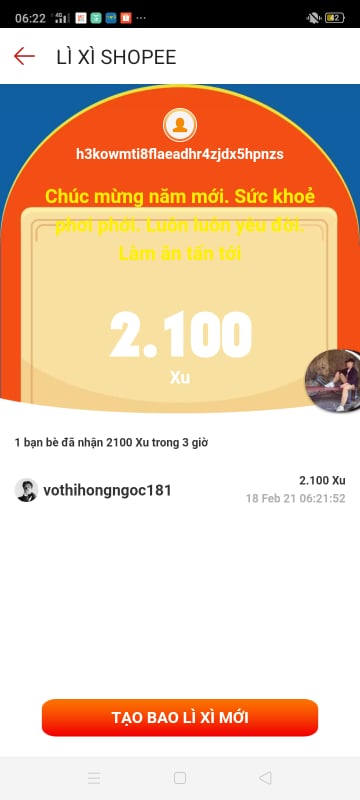 06:22
LÌ XÌ SHOPEE
h3kowmti8flaeadhr4zjdx5hpnzs
Chúc mừng năm mới. Sức khoẻ
phơi phới. Luôn luôn yêu đời.
Làm ăn tấn tới
2.100
Xu
1 bạn bè đã nhận 2100 Xu trong 3 giờ
2.100 Xu
vothihongngoc181
18 Feb 21 06:21:52
TẠO BAO LÌ XÌ MỚI